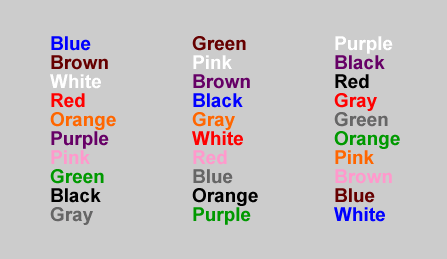 Blue
Brown
White
Red
Orange
Purple
Pink
Green
Black
Gray
Green
Pink
Brown
Black
Gray
White
Red
Blue
Orange
Purple
Purple
Black
Red
Gray
Green
Orange
Pink
Brown
Blue
White